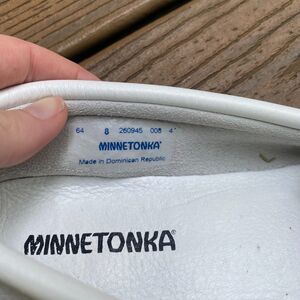 64 8 260945 008 4
MINNETONKA
Made in Dominican Republic
MINNETONKA®